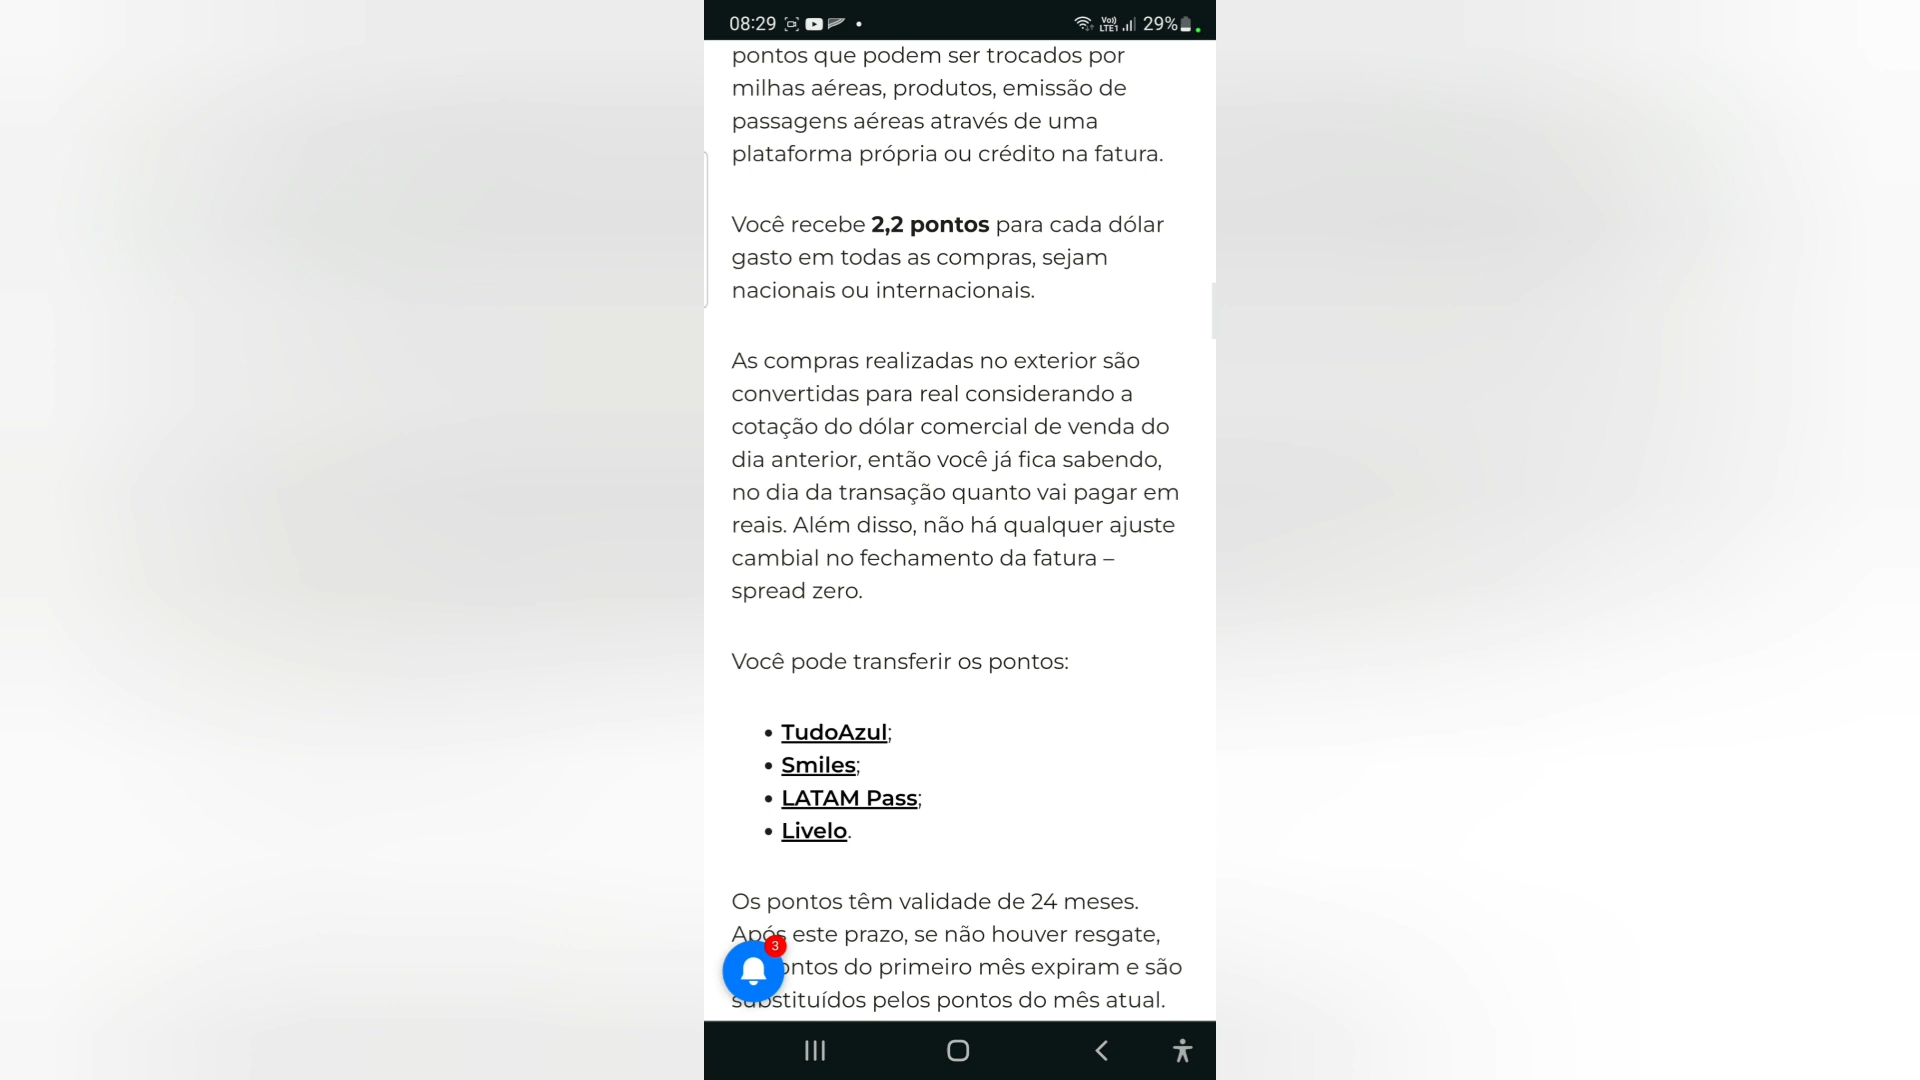 08:29
Vo))
LTE1
29%
pontos que podem ser trocados por
milhas aéreas, produtos, emissão de
passagens aéreas através de uma
plataforma própria ou crédito na fatura.
Você recebe 2,2 pontos para cada dólar
gasto em todas as compras, sejam
nacionais ou internacionais.
As compras realizadas no exterior são
convertidas para real considerando a
cotação do dólar comercial de venda do
dia anterior, então você já fica sabendo,
no dia da transação quanto vai pagar em
reais. Além disso, não há qualquer ajuste
cambial no fechamento da fatura –
spread zero.
Você pode transferir os pontos:
• TudoAzul;
• Smiles;
• LATAM Pass;
• Livelo.
Os pontos têm validade de 24 meses.
Após este prazo, se não houver resgate,
3
ontos do primeiro mês expiram e são
substituídos pelos pontos do mês atual.